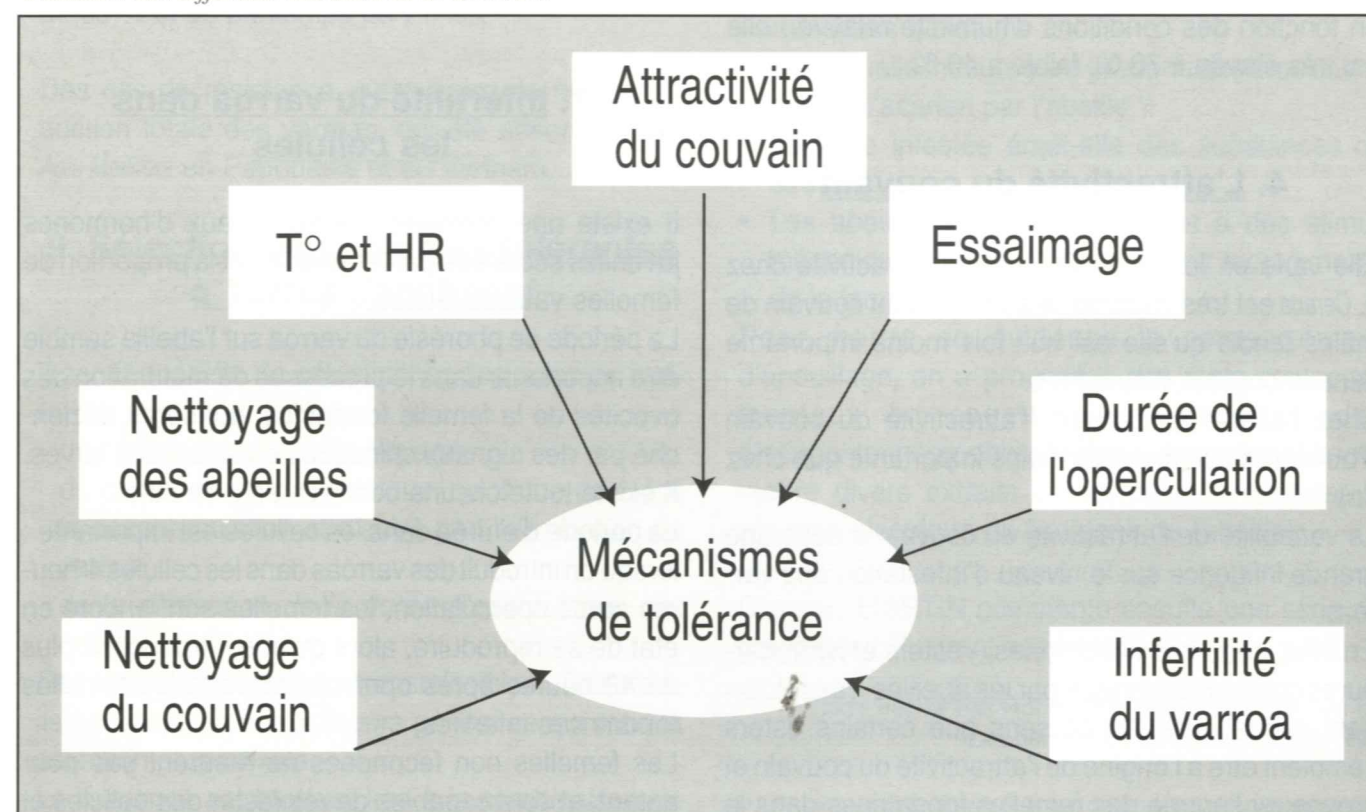 Attractivité
du couvain
T° et HR
Essaimage
Nettoyage
des abeilles
Durée de
l'operculation
Mécanismes
de tolérance
Nettoyage
du couvain
Infertilité
du varroa